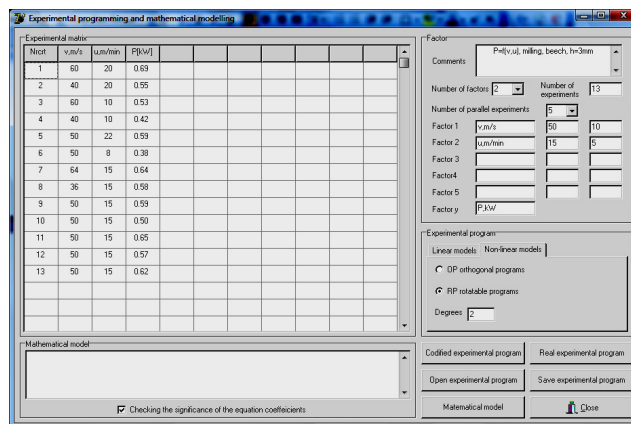 Experimental programming and mathematical modelling
Experimental matrix
Nrcrt v,m/s u,m/min P[kW]
1 60 20 0.69
2 40 20 0.55
3 60 10 0.53
4 40 10 0.42
5 50 22 0.59
6 50 8 0.38
7 64 15 0.64
8 36 15 0.58
9 50 15 0.59
10 50 15 0.50
11 50 15 0.65
12 50 15 0.57
13 50 15 0.62
Mathematical model
Checking the significance of the equation coeffeicients
Factor
Comments P=f(v,u), milling, beech, h=3mm
Number of factors 2 Number of experiments 13
Number of parallel experiments 5
Factor 1 v,m/s 50 10
Factor 2 u,m/min 15 5
Factor 3
Factor4
Factor 5
Factor y P,kW
Experimental program
Linear models Non-linear models
OP orthogonal programs
RP rotatable programs
Degrees 2
Codified experimental program Real experimental program
Open experimental program Save experimental program
Matematical model Close